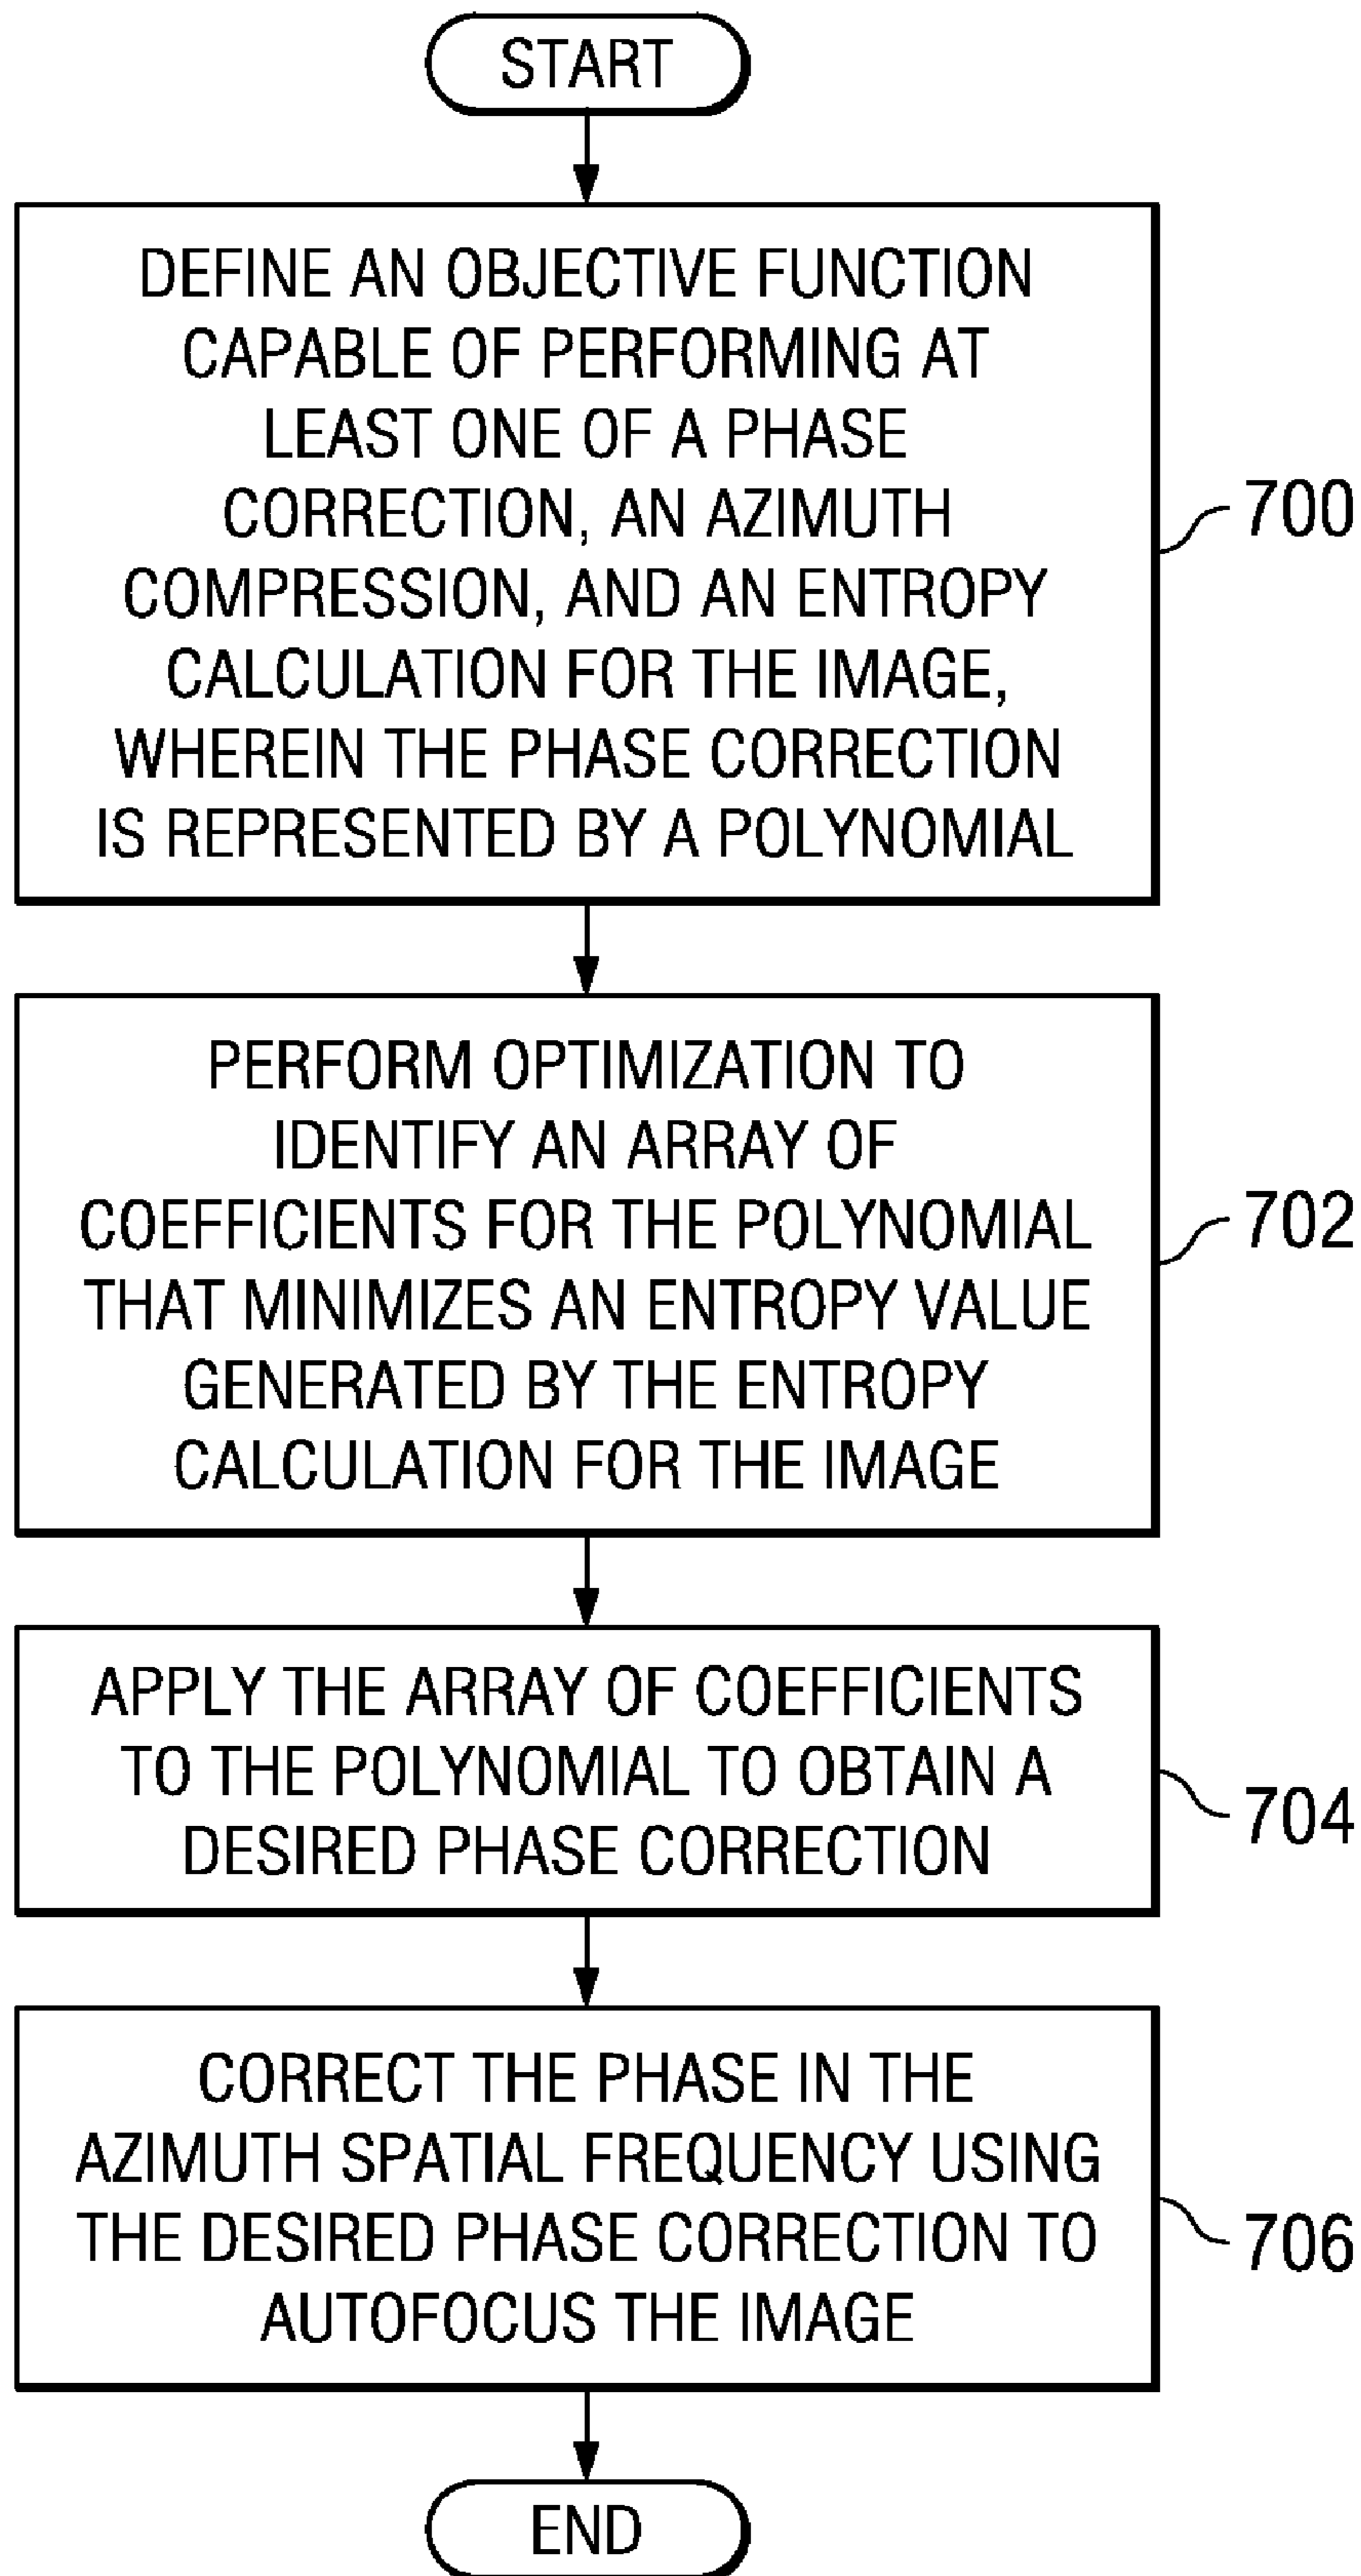 START
DEFINE AN OBJECTIVE FUNCTION
CAPABLE OF PERFORMING AT
LEAST ONE OF A PHASE
CORRECTION, AN AZIMUTH
COMPRESSION, AND AN ENTROPY
CALCULATION FOR THE IMAGE,
WHEREIN THE PHASE CORRECTION
IS REPRESENTED BY A POLYNOMIAL
700
PERFORM OPTIMIZATION TO
IDENTIFY AN ARRAY OF
COEFFICIENTS FOR THE POLYNOMIAL
THAT MINIMIZES AN ENTROPY VALUE
GENERATED BY THE ENTROPY
CALCULATION FOR THE IMAGE
702
APPLY THE ARRAY OF COEFFICIENTS
TO THE POLYNOMIAL TO OBTAIN A
DESIRED PHASE CORRECTION
704
CORRECT THE PHASE IN THE
AZIMUTH SPATIAL FREQUENCY USING
THE DESIRED PHASE CORRECTION TO
AUTOFOCUS THE IMAGE
706
END